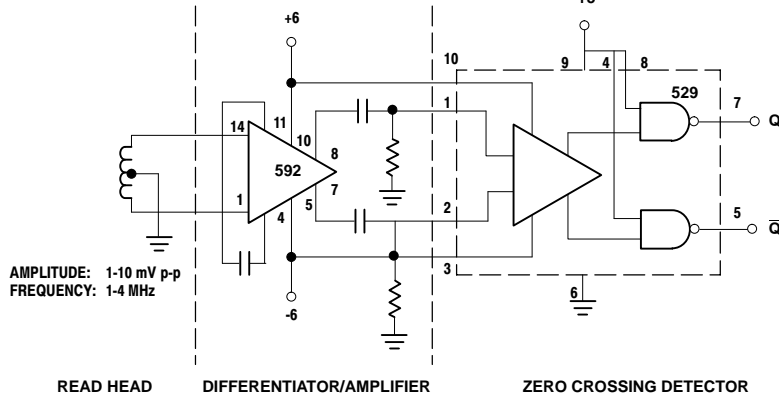 +6
9 4 8
529
10
1
11
10
14
8
7
592
1
4
5
2
3
-6
7 Q
5 Q̅
6
AMPLITUDE: 1-10 mV p-p
FREQUENCY: 1-4 MHz
READ HEAD DIFFERENTIATOR/AMPLIFIER ZERO CROSSING DETECTOR